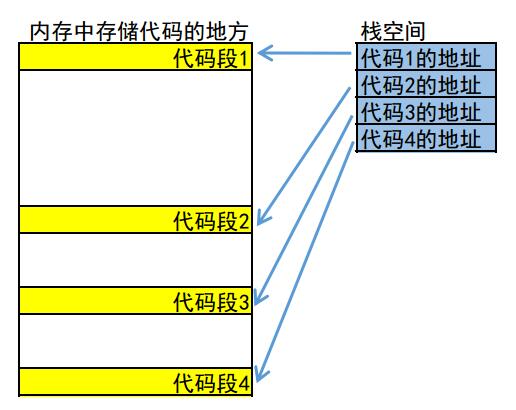 内存中存储代码的地方
代码段1
代码段2
代码段3
代码段4
栈空间
代码1的地址
代码2的地址
代码3的地址
代码4的地址